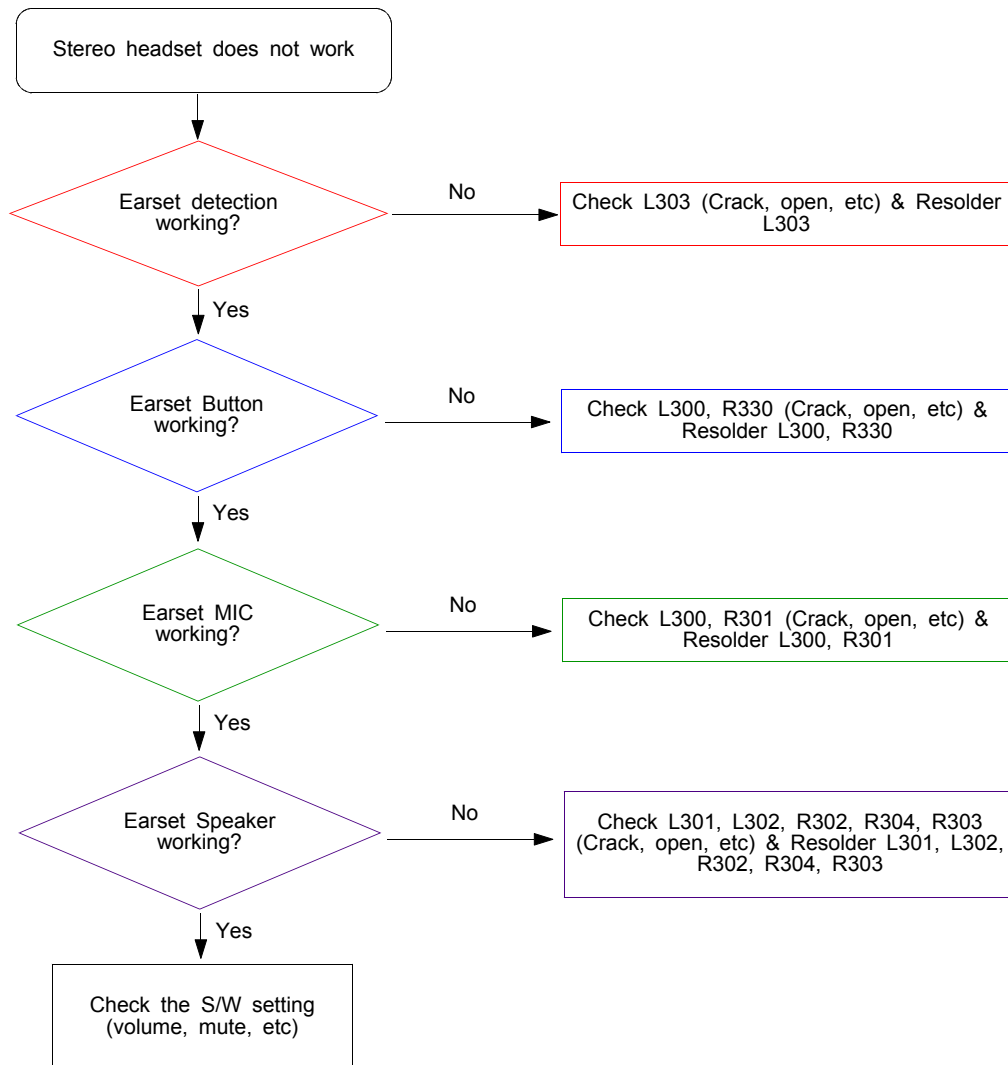 Stereo headset does not work
Earset detection
working?
No
Check L303 (Crack, open, etc) & Resolder
L303
Yes
Earset Button
working?
No
Check L300, R330 (Crack, open, etc) &
Resolder L300, R330
Yes
Earset MIC
working?
No
Check L300, R301 (Crack, open, etc) &
Resolder L300, R301
Yes
Earset Speaker
working?
No
Check L301, L302, R302, R304, R303
(Crack, open, etc) & Resolder L301, L302,
R302, R304, R303
Yes
Check the S/W setting
(volume, mute, etc)